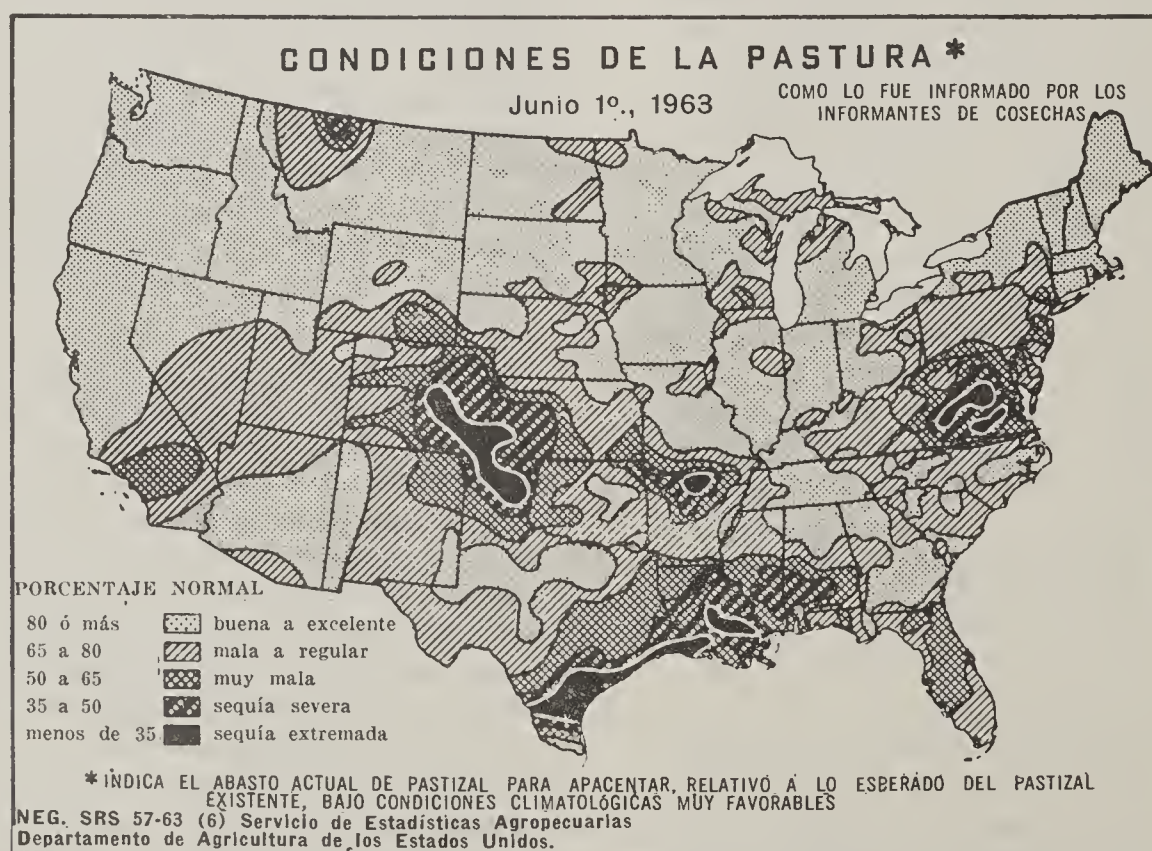 CONDICIONES DE LA PASTURA*
Junio 1º., 1963
COMO LO FUE INFORMADO POR LOS
INFORMANTES DE COSECHAS
PORCENTAJE NORMAL
80 ó más buena a excelente
65 a 80 mala a regular
50 a 65 muy mala
35 a 50 sequía severa
menos de 35 sequía extremada
* INDICA EL ABASTO ACTUAL DE PASTIZAL PARA APACENTAR, RELATIVO A LO ESBERADO DEL PASTIZAL
EXISTENTE, BAJO CONDICIONES CLIMATOLÓGICAS MUY FAVORABLES
NEG. SRS 57-63 (6) Servicio de Estadísticas Agropecuarias
Departamento de Agricultura de los Estados Unidos.